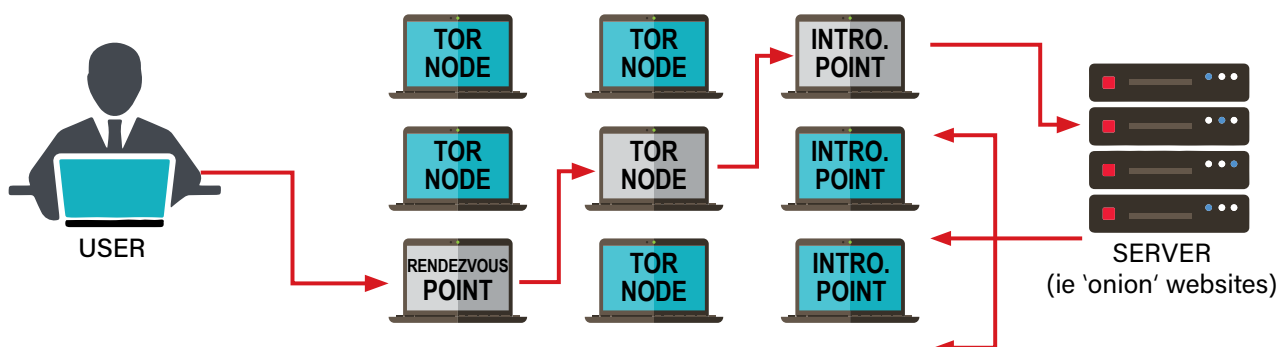 TOR
NODE
TOR
NODE
INTRO.
POINT
TOR
NODE
TOR
NODE
INTRO.
POINT
USER
RENDEZVOUS
POINT
TOR
NODE
INTRO.
POINT
SERVER
(ie ‘onion‘ websites)